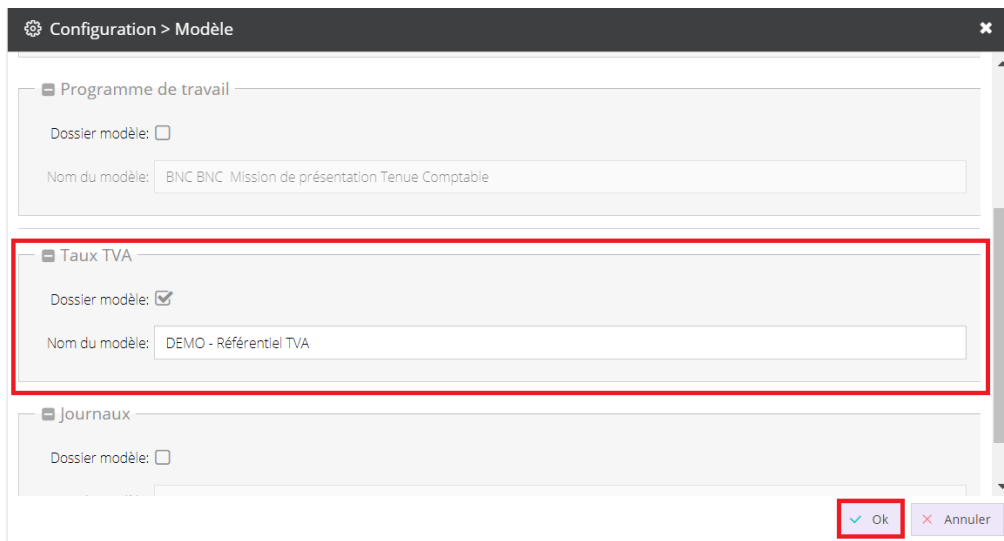 Configuration > Modèle
Programme de travail
Dossier modèle:
Nom du modèle: BNC BNC Mission de présentation Tenue Comptable
Taux TVA
Dossier modèle:
Nom du modèle: DEMO - Référentiel TVA
Journaux
Dossier modèle:
Ok Annuler